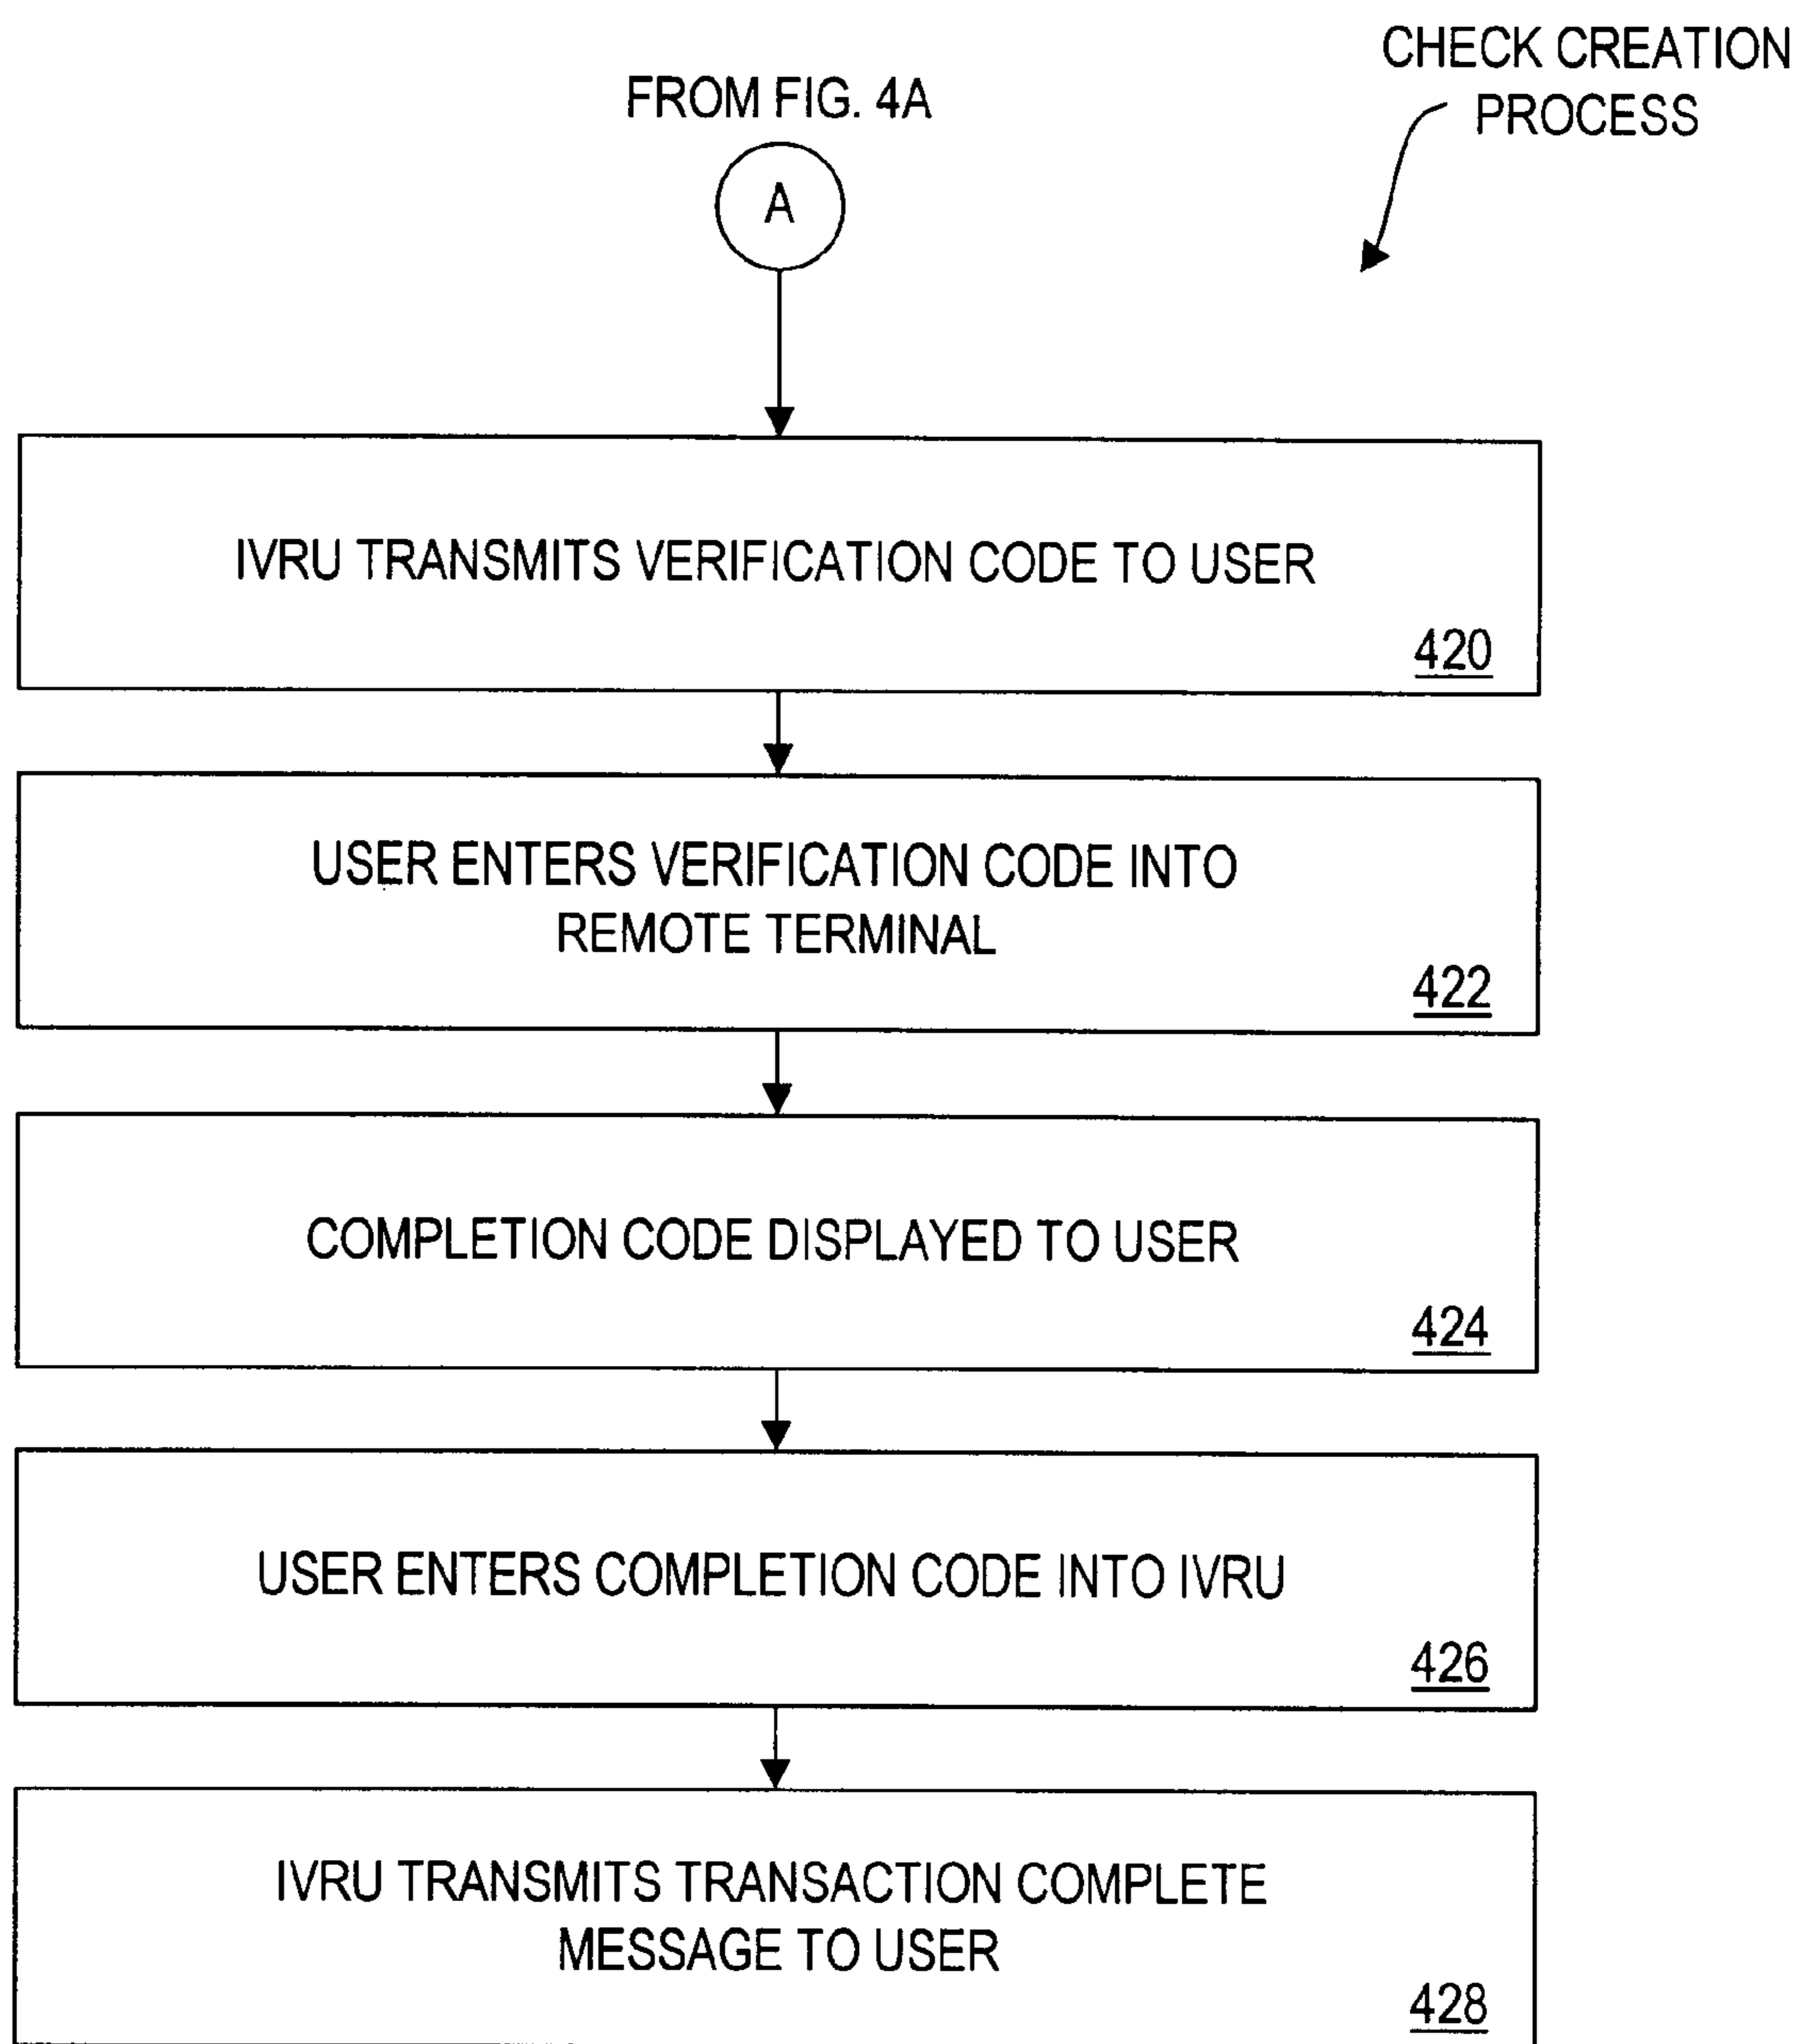 CHECK CREATION
PROCESS
FROM FIG. 4A
A
IVRU TRANSMITS VERIFICATION CODE TO USER
420
USER ENTERS VERIFICATION CODE INTO
REMOTE TERMINAL
422
COMPLETION CODE DISPLAYED TO USER
424
USER ENTERS COMPLETION CODE INTO IVRU
426
IVRU TRANSMITS TRANSACTION COMPLETE
MESSAGE TO USER
428